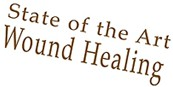 State of the Art
Wound Healing